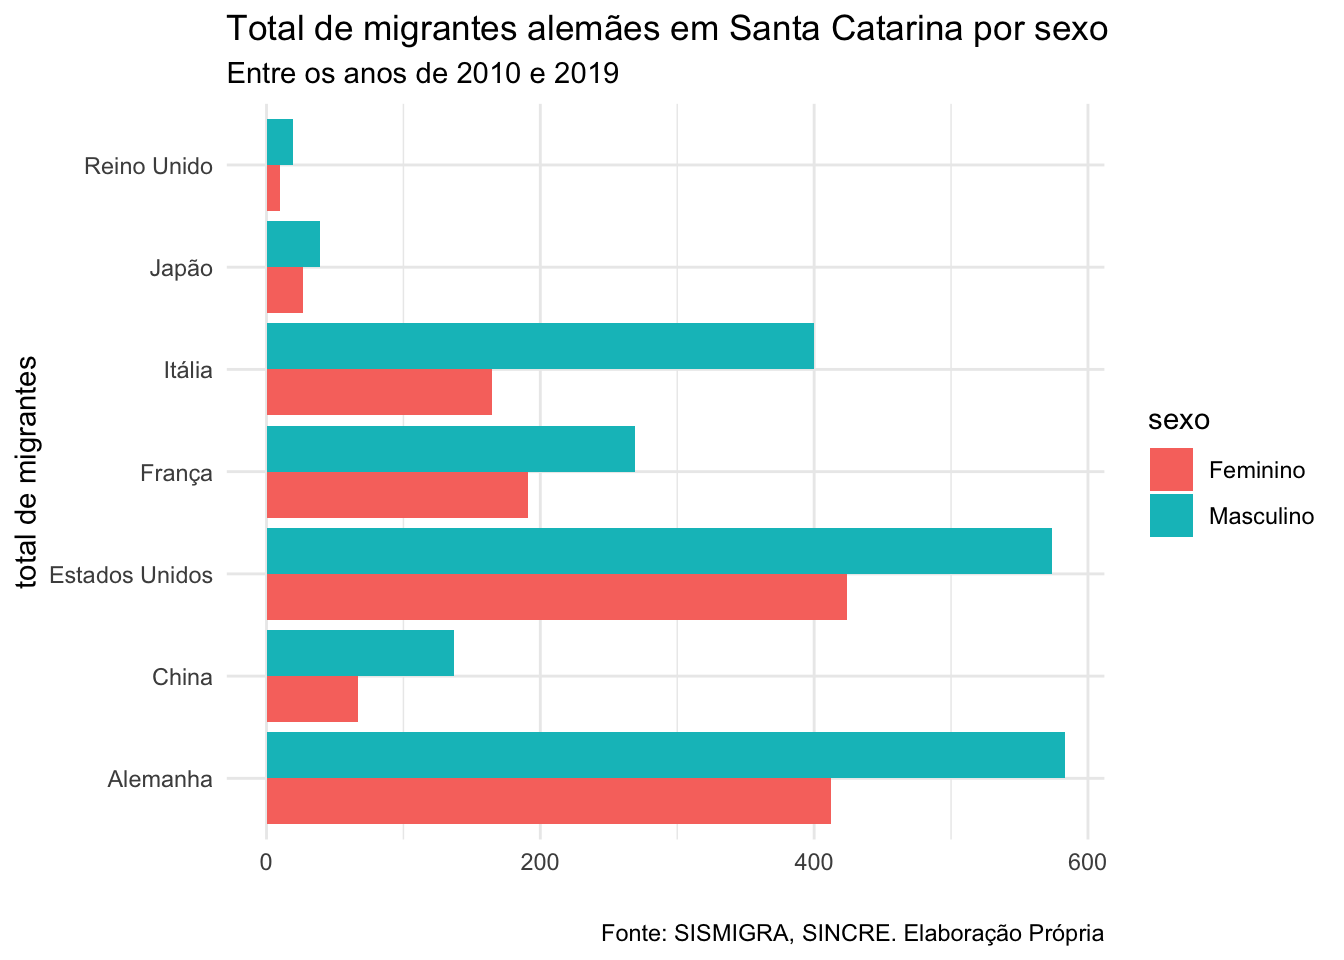 Total de migrantes alemães em Santa Catarina por sexo
Entre os anos de 2010 e 2019
total de migrantes
Reino Unido
Japão
Itália
França
Estados Unidos
China
Alemanha
0 200 400 600
sexo
Feminino
Masculino
Fonte: SISMIGRA, SINCRE. Elaboração Própria